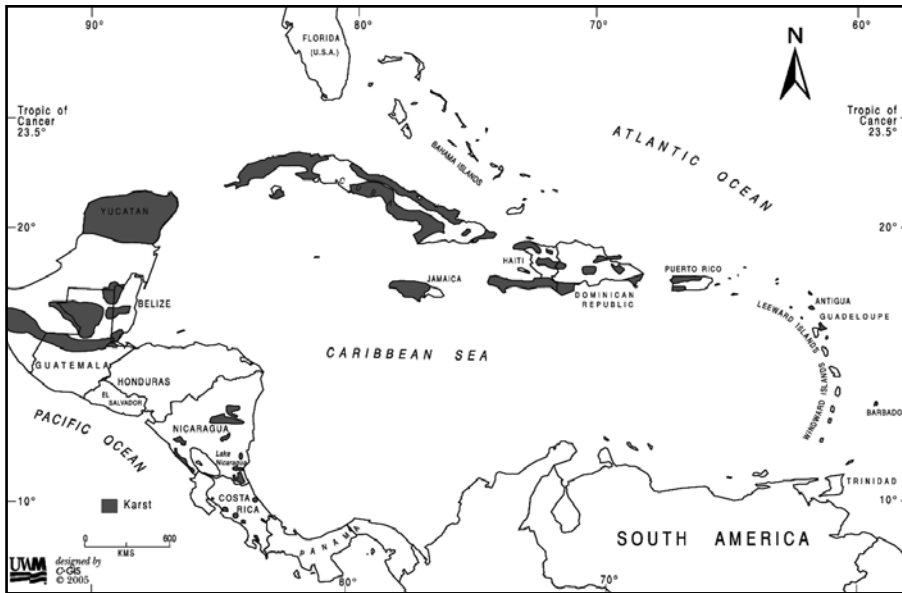 90°
80°
70°
60°
FLORIDA
(U.S.A.)
N
Tropic of
Cancer
23.5°
Tropic of
Cancer
23.5°
ATLANTIC OCEAN
BAHAMA ISLANDS
CUBA
YUCATAN
20°
20°
HAITI
JAMAICA
PUERTO RICO
DOMINICAN
REPUBLIC
BELIZE
ANTIGUA
GUADELOUPE
LEEWARD ISLANDS
CARIBBEAN SEA
GUATEMALA
HONDURAS
EL
SALVADOR
WINDWARD ISLANDS
BARBADO
PACIFIC OCEAN
NICARAGUA
Lake
Nicaragua
TRINIDAD
10°
10°
Karst
COSTA
RICA
0
600
KMS
PANAMA
SOUTH AMERICA
UWM
designed by
C•GIS
© 2005
80°
70°